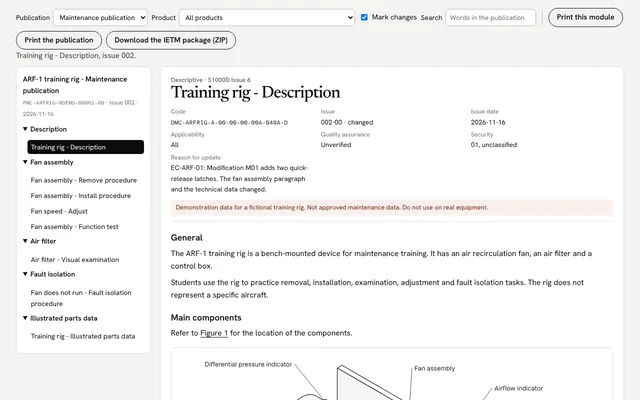 Publication Maintenance publication Product All products Mark changes Search Words in the publication Print this module
Print the publication Download the IETM package (ZIP)
Training rig - Description, issue 002.
ARF-1 training rig - Maintenance
publication
PMC-ARFRIG-0DEMO-00001-00 · issue 002 ·
2026-11-16
Description
Training rig - Description
Fan assembly
Fan assembly - Remove procedure
Fan assembly - Install procedure
Fan speed - Adjust
Fan assembly - Function test
Air filter
Air filter - Visual examination
Fault isolation
Fan does not run - Fault isolation
procedure
Illustrated parts data
Training rig - Illustrated parts data
Descriptive · S1000D Issue 6
Training rig - Description
Code Issue Issue date
DMC-ARFRIG-A-00-00-00-00A-040A-D 002-00 · changed 2026-11-16
Applicability Quality assurance Security
All Unverified 01, unclassified
Reason for update
EC-ARF-01: Modification M01 adds two quick-
release latches. The fan assembly paragraph
and the technical data changed.
Demonstration data for a fictional training rig. Not approved maintenance data. Do not use on real equipment.
General
The ARF-1 training rig is a bench-mounted device for maintenance training. It has an air recirculation fan, an air filter and a
control box.
Students use the rig to practice removal, installation, examination, adjustment and fault isolation tasks. The rig does not
represent a specific aircraft.
Main components
Refer to Figure 1 for the location of the components.
Differential pressure indicator
Fan assembly
Airflow indicator